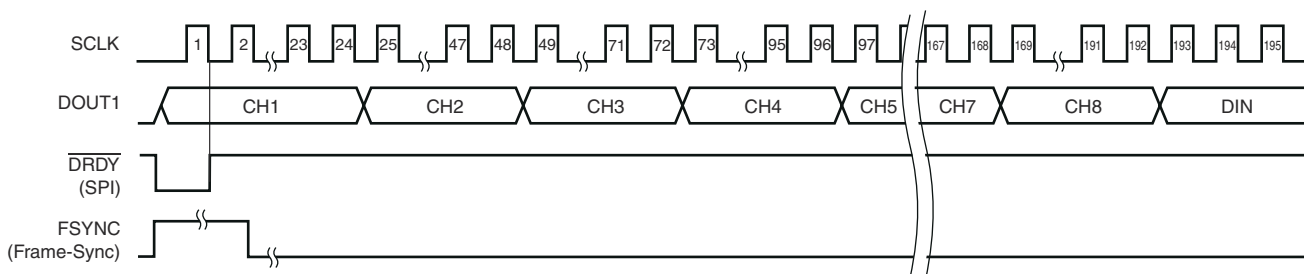 SCLK 1 2 23 24 25 47 48 49 71 72 73 95 96 97 167 168 169 191 192 193 194 195
DOUT1 CH1 CH2 CH3 CH4 CH5 CH7 CH8 DIN
DRDY
(SPI)
FSYNC
(Frame-Sync)